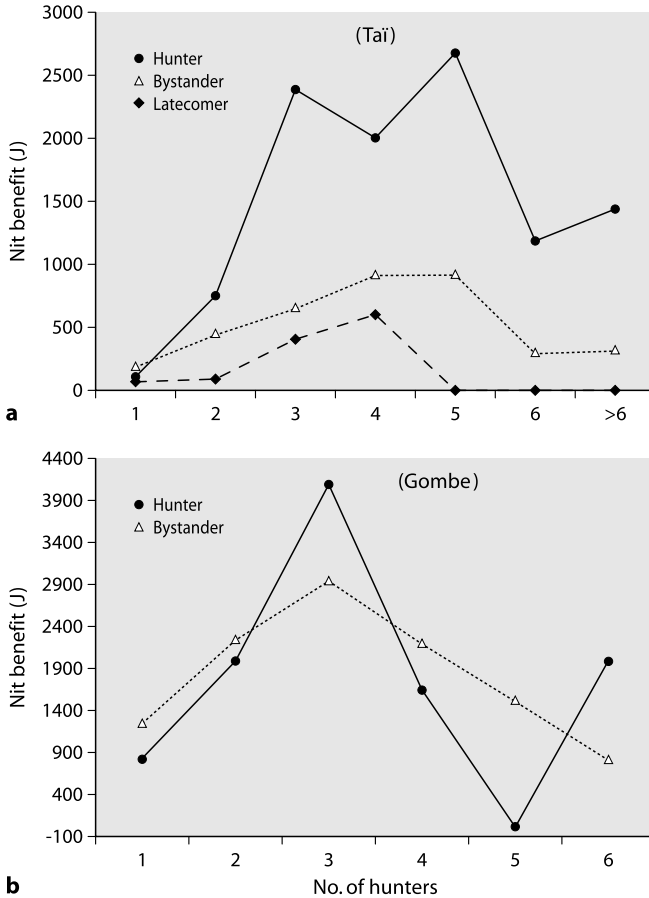 3000
(Taï)
Hunter
Bystander
Latecomer
2500
2000
1500
1000
500
0
Nit benefit (J)
1 2 3 4 5 6 >6
a
4400
(Gombe)
Hunter
Bystander
3900
3400
2900
2400
1900
1400
900
400
-100
Nit benefit (J)
1 2 3 4 5 6
No. of hunters
b